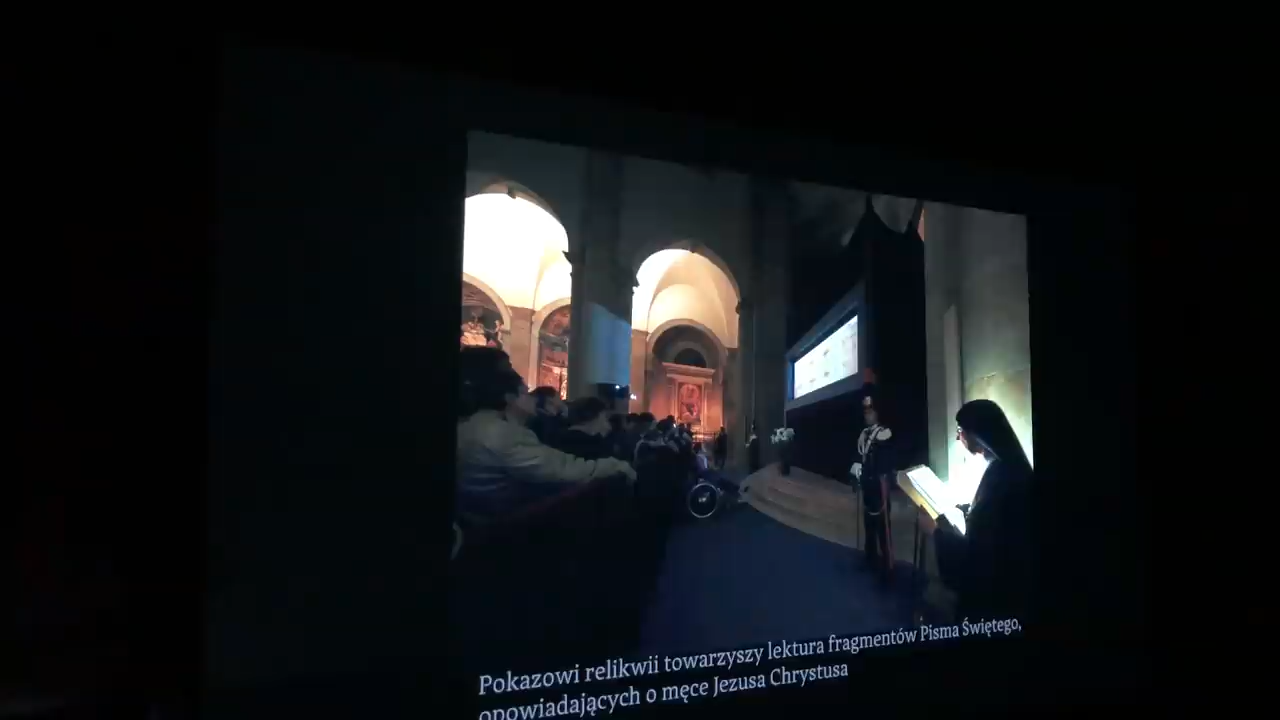 Pokazowi relikwii towarzyszy lektura fragmentów Pisma Świętego,
opowiadających o męce Jezusa Chrystusa